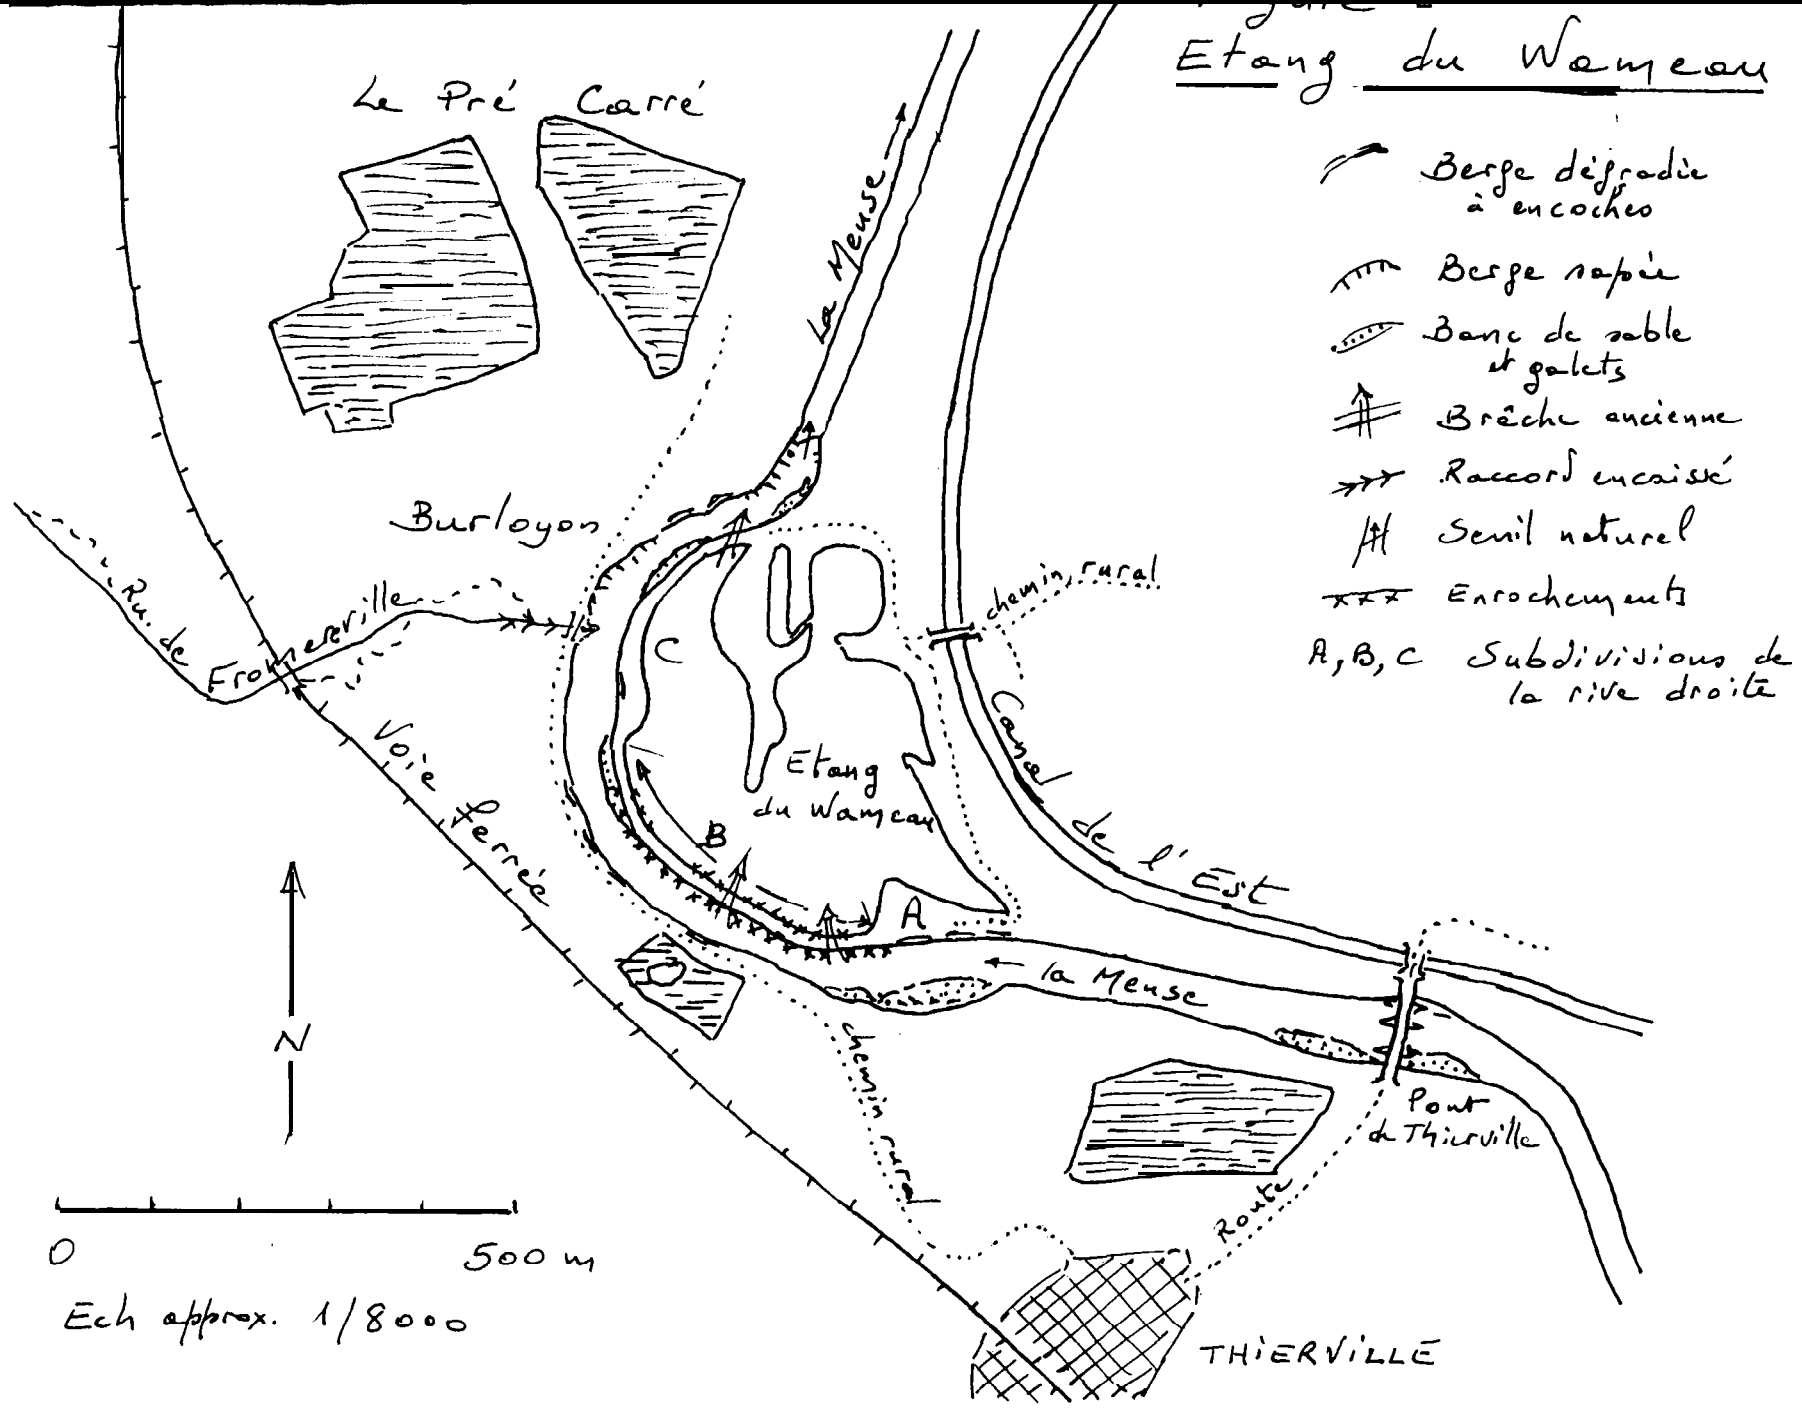 Etang du Wameau
Berge dégradée
à encoches
Berge sapée
Banc de sable
et galets
Brêche ancienne
Raccord encaissé
Seuil naturel
Enrochements
A, B, C Subdivisions de
la rive droite
Le Pré Carré
La Meuse
Burloyon
chemin rural
Ru. de Fromereville
C
Voie ferrée
Etang
du Wameau
Canal de l'Est
B
A
la Meuse
chemin rural
Pont
de Thierville
Route
N
0 500 m
Ech approx. 1/8000
THiERViLLE